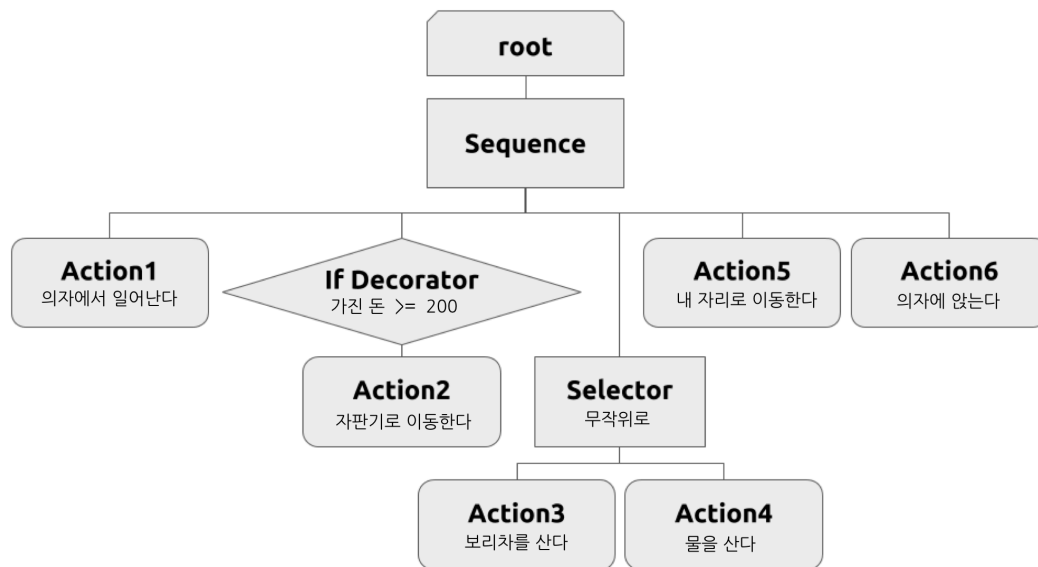 root
Sequence
Action1
의자에서 일어난다
If Decorator
가진 돈 >= 200
Action5
내 자리로 이동한다
Action6
의자에 앉는다
Action2
자판기로 이동한다
Selector
무작위로
Action3
보리차를 산다
Action4
물을 산다